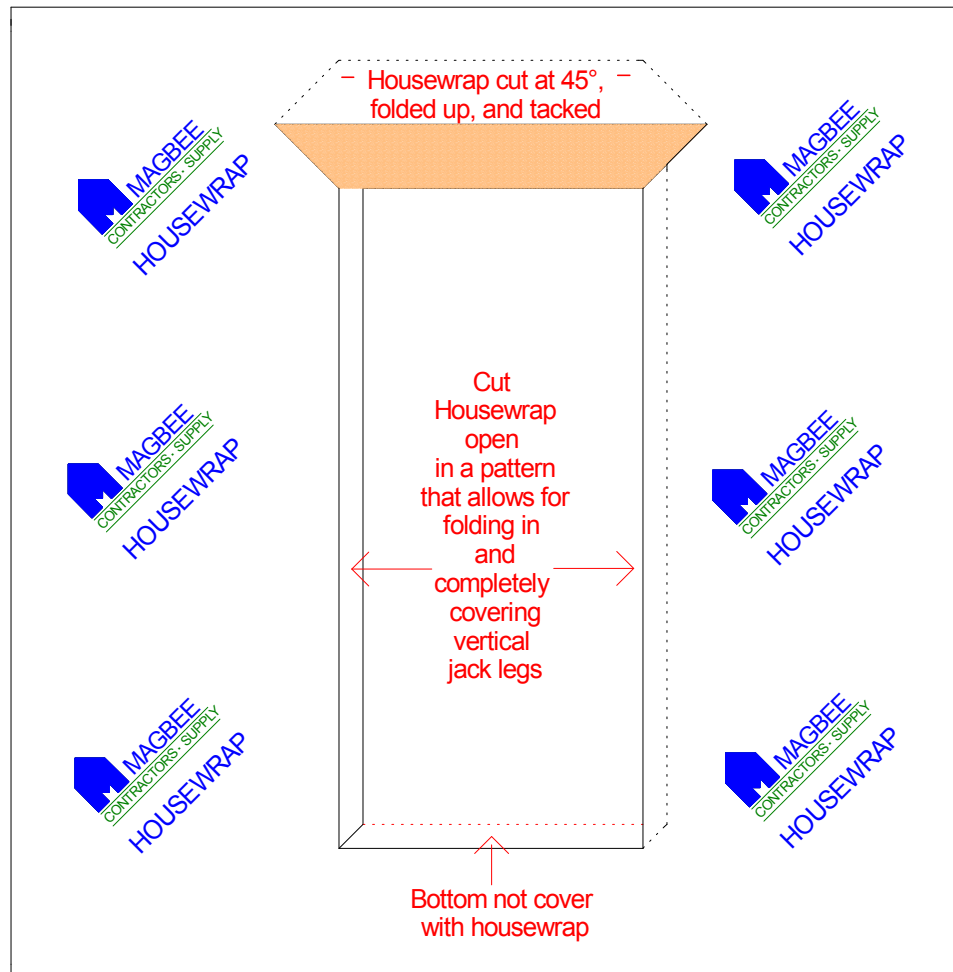 Housewrap cut at 45°,
folded up, and tacked
MAGBEE
CONTRACTORS · SUPPLY
HOUSEWRAP
MAGBEE
CONTRACTORS · SUPPLY
HOUSEWRAP
Cut
Housewrap
open
in a pattern
that allows for
folding in
and
completely
covering
vertical
jack legs
MAGBEE
CONTRACTORS · SUPPLY
HOUSEWRAP
MAGBEE
CONTRACTORS · SUPPLY
HOUSEWRAP
MAGBEE
CONTRACTORS · SUPPLY
HOUSEWRAP
MAGBEE
CONTRACTORS · SUPPLY
HOUSEWRAP
Bottom not cover
with housewrap